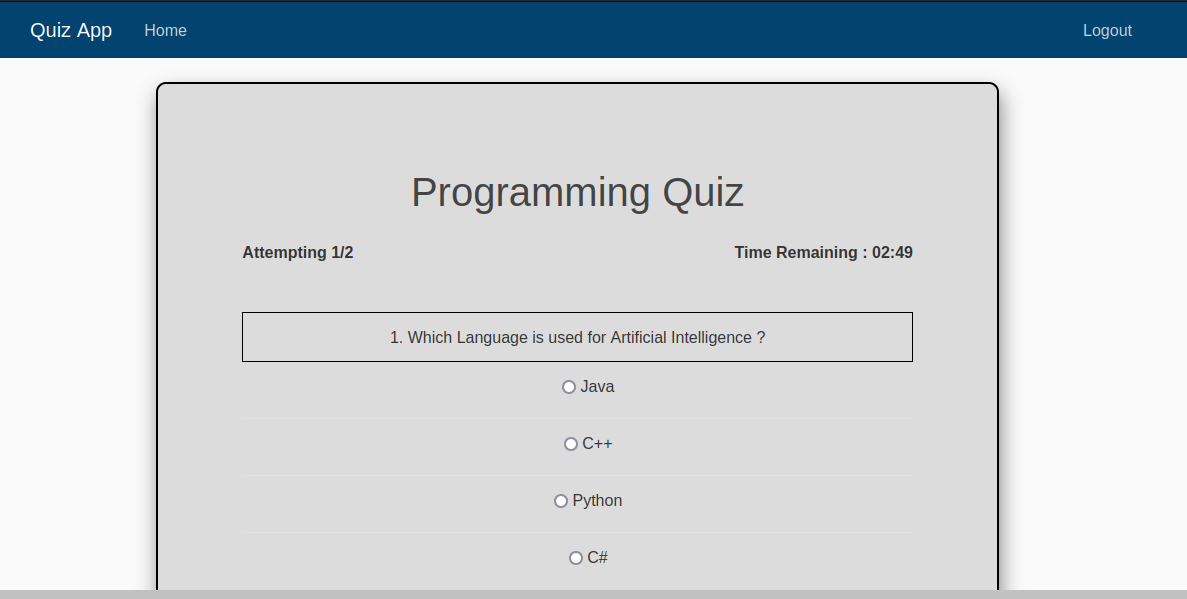 Quiz App Home Logout
Programming Quiz
Attempting 1/2 Time Remaining : 02:49
1. Which Language is used for Artificial Intelligence ?
Java
C++
Python
C#